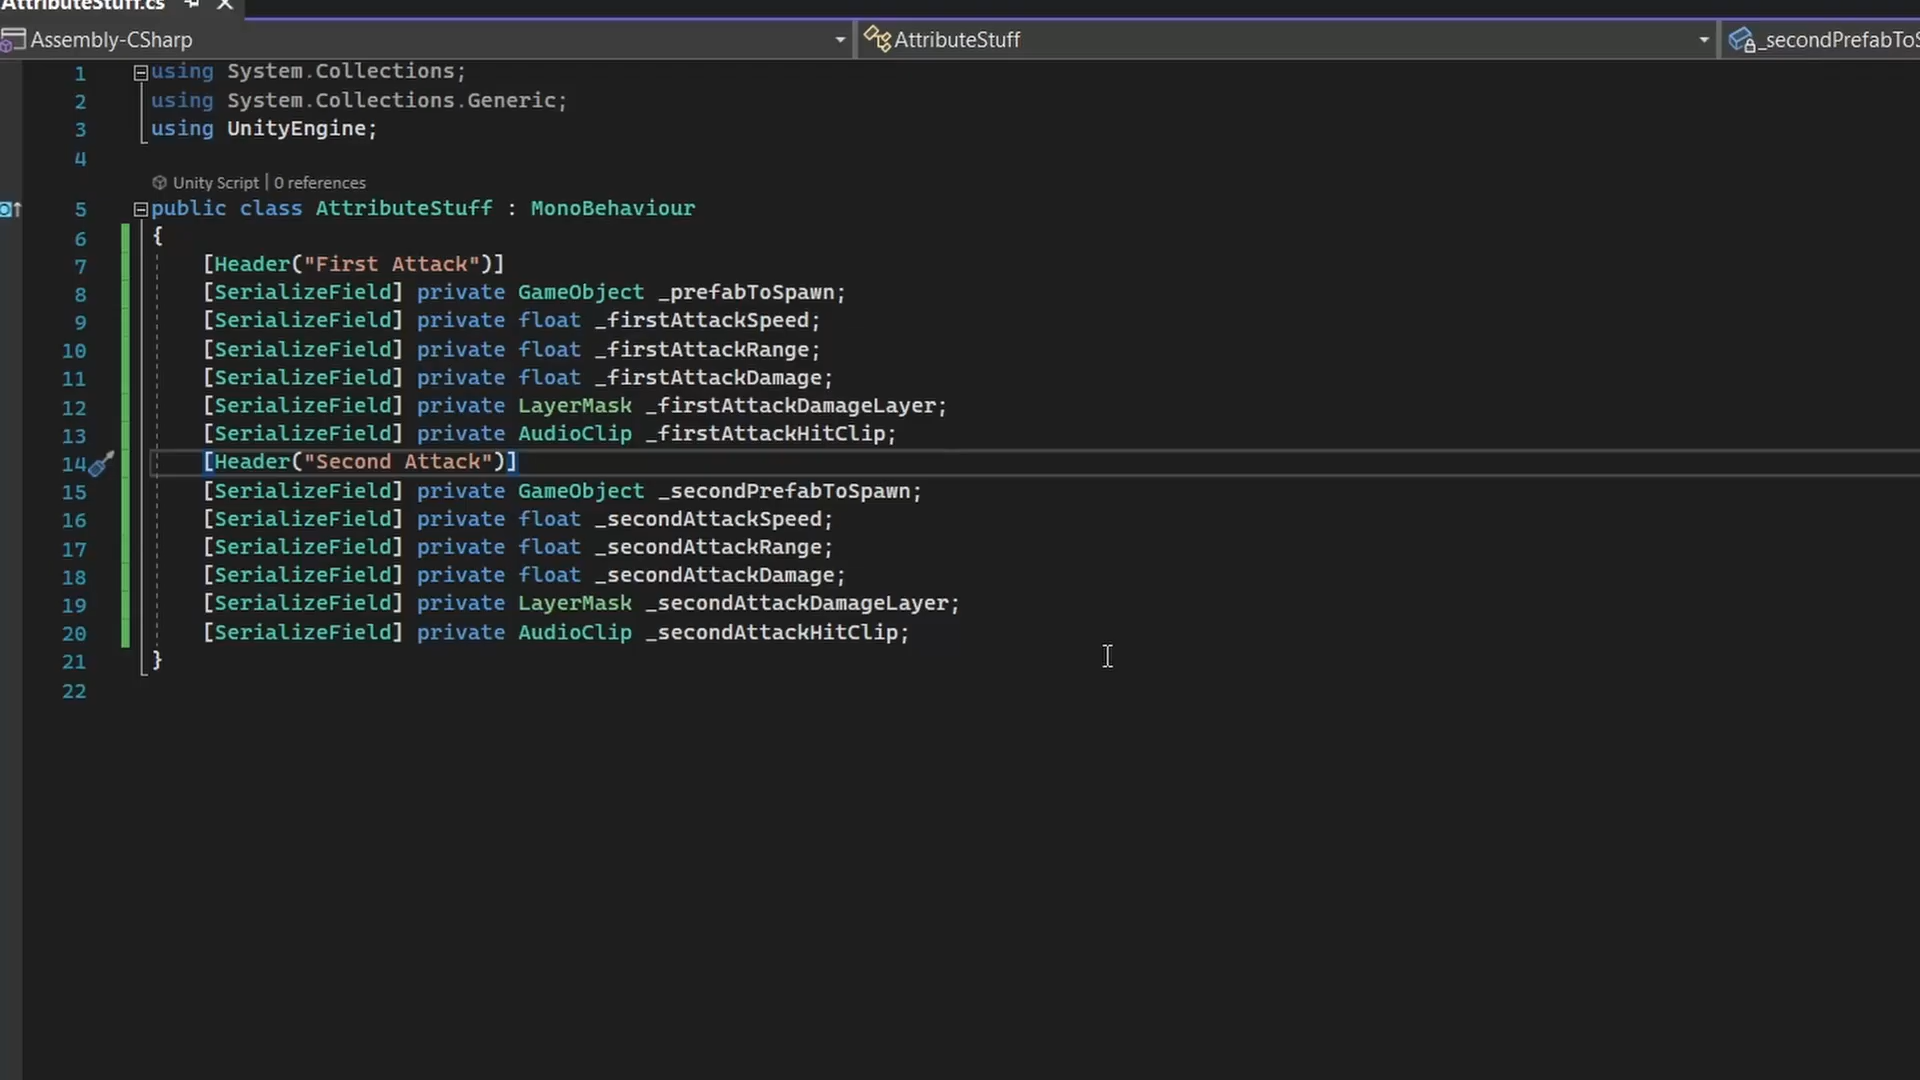 AttributeStuff.cs
Assembly-CSharp
AttributeStuff
_secondPrefabToS
1 using System.Collections;
2 using System.Collections.Generic;
3 using UnityEngine;
4
Unity Script | 0 references
5 public class AttributeStuff : MonoBehaviour
6 {
7 [Header("First Attack")]
8 [SerializeField] private GameObject _prefabToSpawn;
9 [SerializeField] private float _firstAttackSpeed;
10 [SerializeField] private float _firstAttackRange;
11 [SerializeField] private float _firstAttackDamage;
12 [SerializeField] private LayerMask _firstAttackDamageLayer;
13 [SerializeField] private AudioClip _firstAttackHitClip;
14 [Header("Second Attack")]
15 [SerializeField] private GameObject _secondPrefabToSpawn;
16 [SerializeField] private float _secondAttackSpeed;
17 [SerializeField] private float _secondAttackRange;
18 [SerializeField] private float _secondAttackDamage;
19 [SerializeField] private LayerMask _secondAttackDamageLayer;
20 [SerializeField] private AudioClip _secondAttackHitClip;
21 }
22